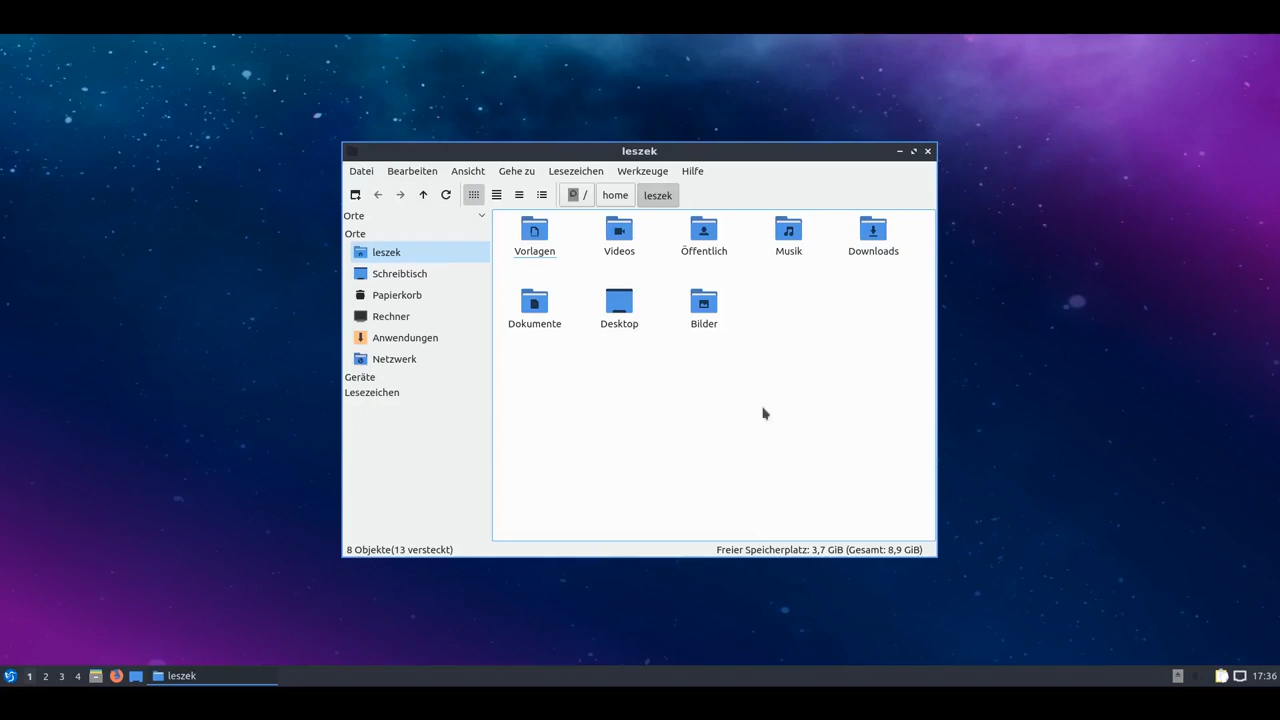 leszek
Datei Bearbeiten Ansicht Gehe zu Lesezeichen Werkzeuge Hilfe
/ home leszek
Orte
Orte
leszek
Schreibtisch
Papierkorb
Rechner
Anwendungen
Netzwerk
Geräte
Lesezeichen
Vorlagen Videos Öffentlich Musik Downloads
Dokumente Desktop Bilder
8 Objekte(13 versteckt) Freier Speicherplatz: 3,7 GiB (Gesamt: 8,9 GiB)
1 2 3 4 leszek 17:36